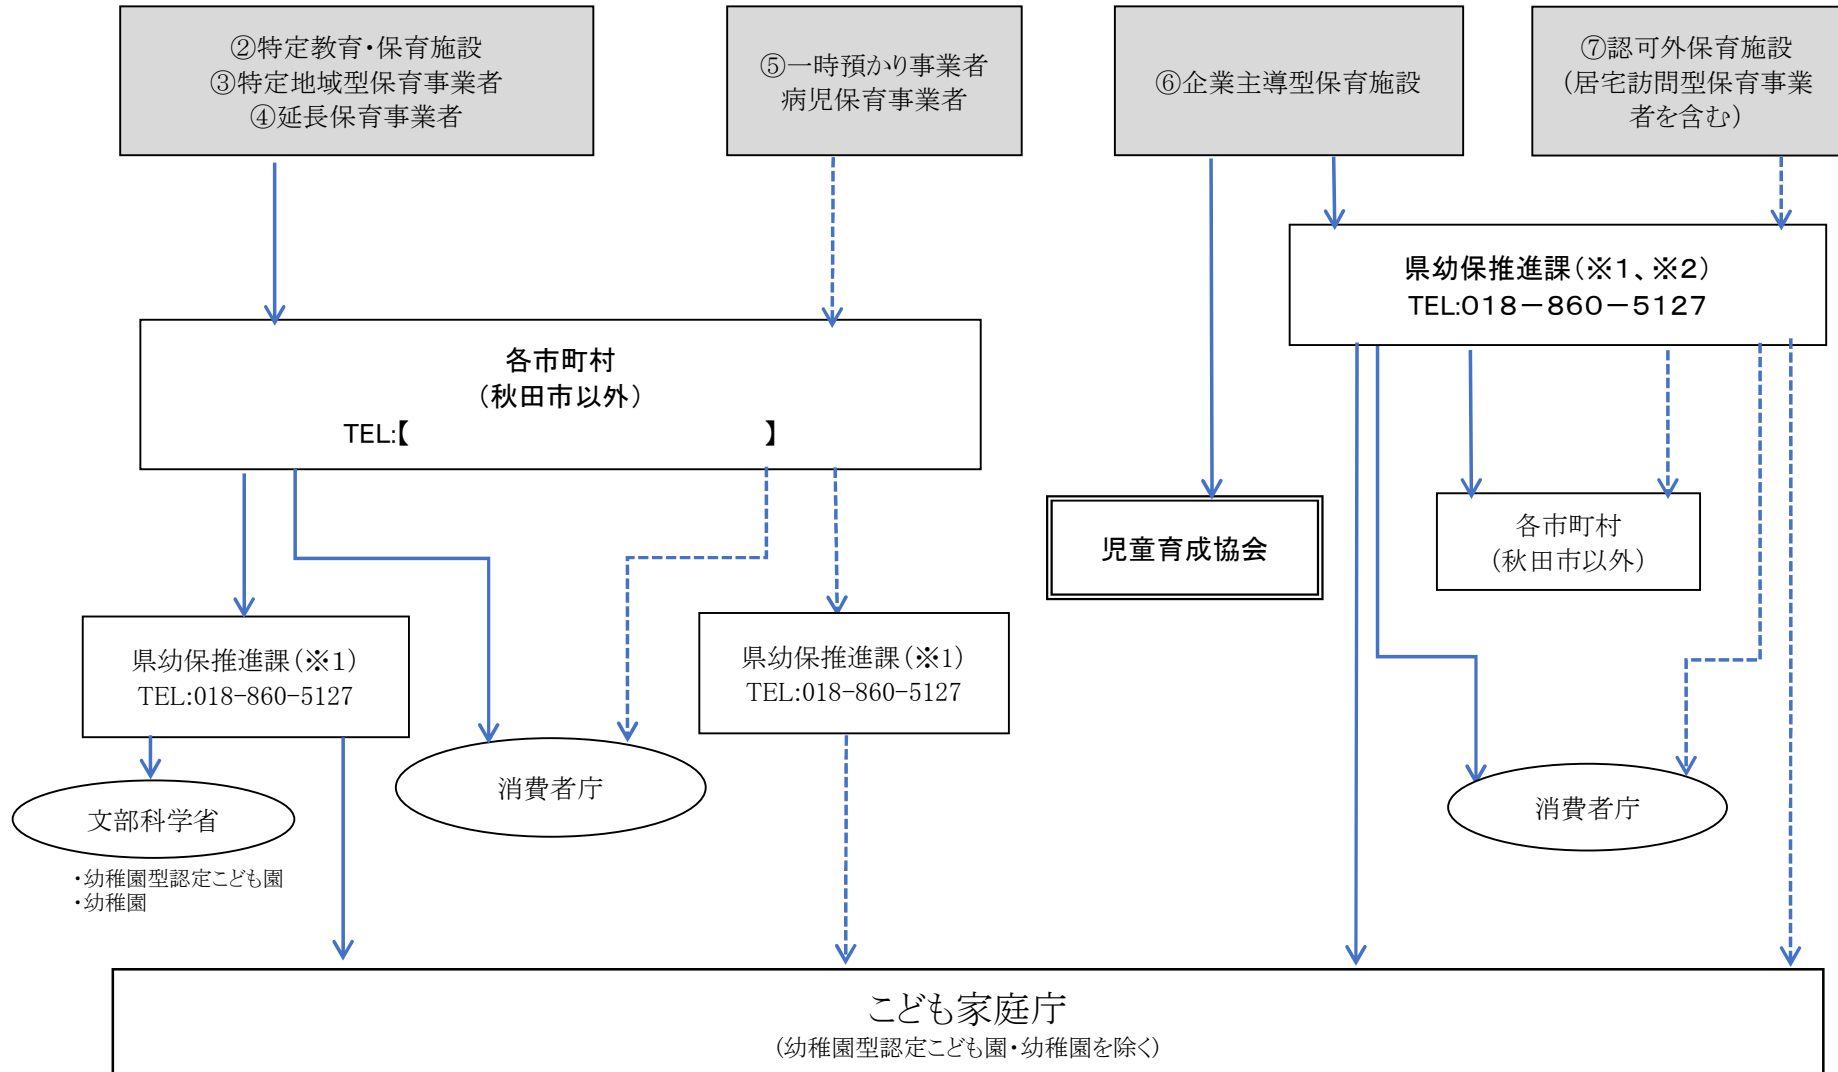 ②特定教育・保育施設
③特定地域型保育事業者
④延長保育事業者
⑤一時預かり事業者
病児保育事業者
⑥企業主導型保育施設
⑦認可外保育施設
(居宅訪問型保育事業
者を含む)
県幼保推進課(※1、※2)
TEL:018-860-5127
各市町村
(秋田市以外)
TEL:【 】
児童育成協会
各市町村
(秋田市以外)
県幼保推進課(※1)
TEL:018-860-5127
県幼保推進課(※1)
TEL:018-860-5127
消費者庁
消費者庁
文部科学省
・幼稚園型認定こども園
・幼稚園
こども家庭庁
(幼稚園型認定こども園・幼稚園を除く)